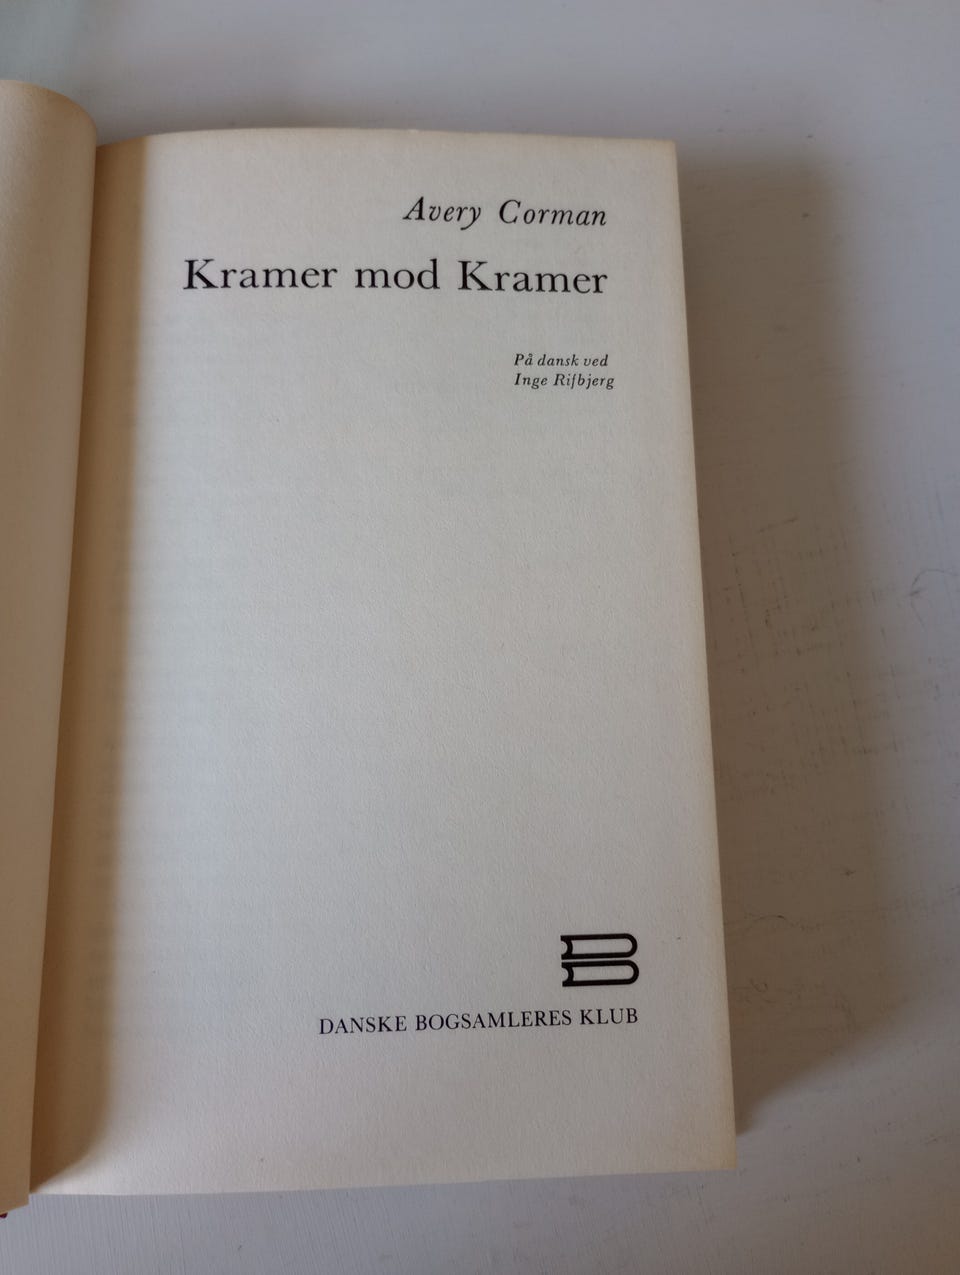 Avery Corman
Kramer mod Kramer
På dansk ved
Inge Rifbjerg
DANSKE BOGSAMLERES KLUB